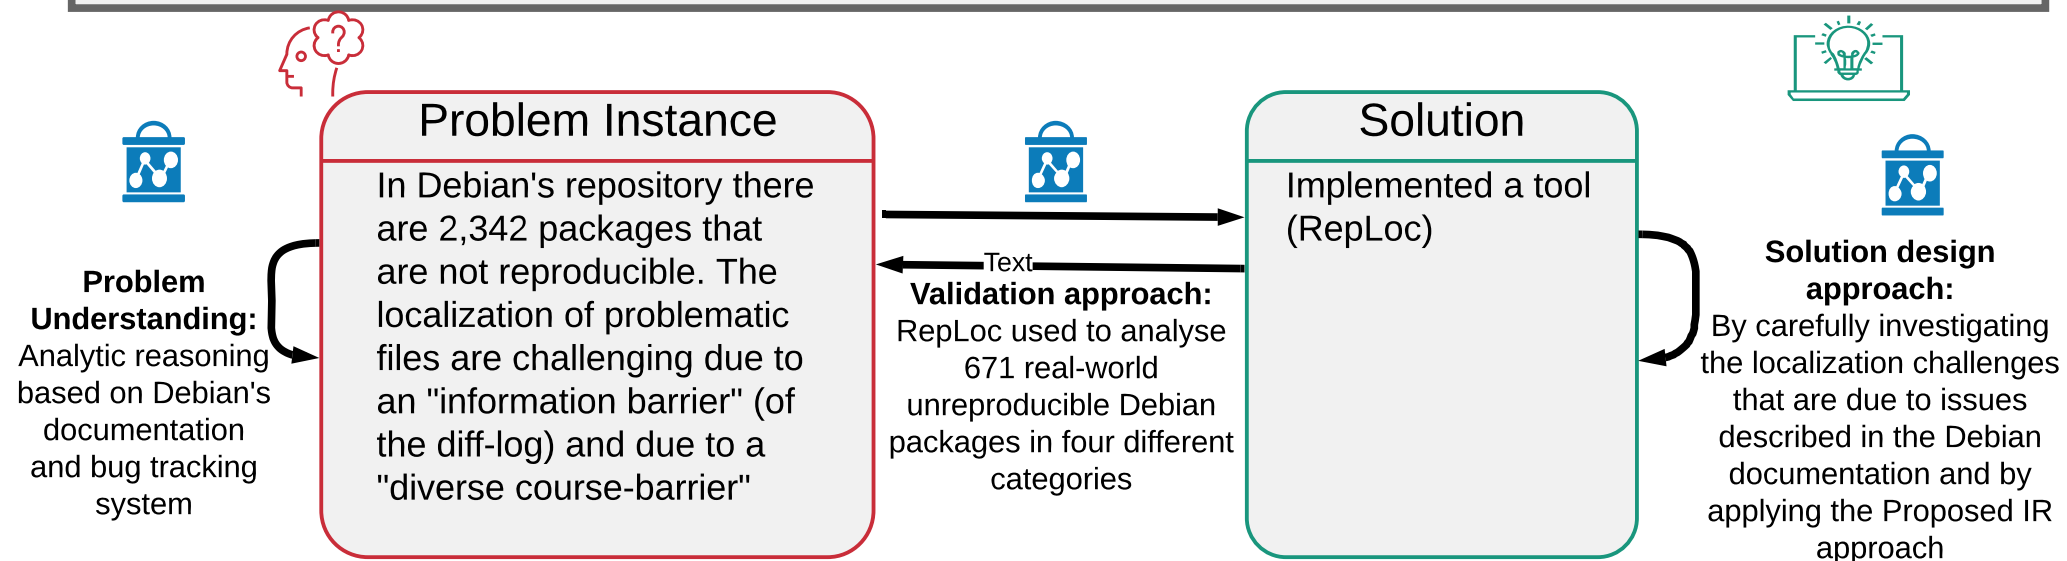 Problem Instance
In Debian's repository there
are 2,342 packages that
are not reproducible. The
localization of problematic
files are challenging due to
an "information barrier" (of
the diff-log) and due to a
"diverse course-barrier"
Solution
Implemented a tool
(RepLoc)
Problem
Understanding:
Analytic reasoning
based on Debian's
documentation
and bug tracking
system
Text
Validation approach:
RepLoc used to analyse
671 real-world
unreproducible Debian
packages in four different
categories
Solution design
approach:
By carefully investigating
the localization challenges
that are due to issues
described in the Debian
documentation and by
applying the Proposed IR
approach
?